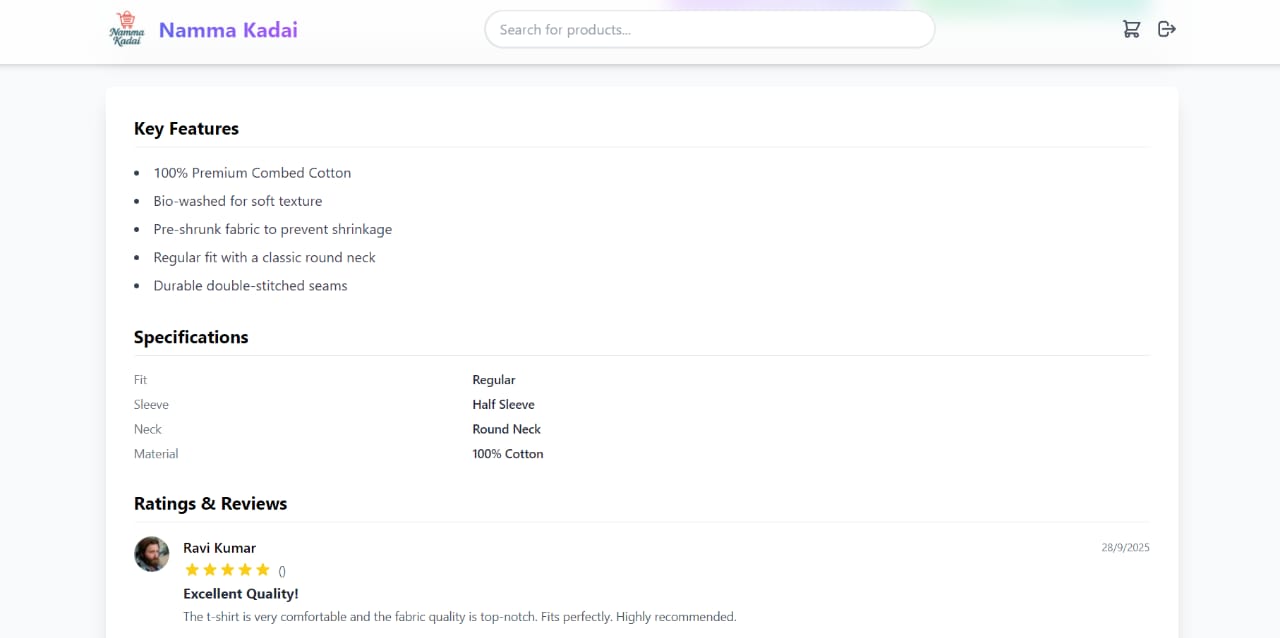 Namma
Kadai
Namma Kadai
Search for products...
Key Features
• 100% Premium Combed Cotton
• Bio-washed for soft texture
• Pre-shrunk fabric to prevent shrinkage
• Regular fit with a classic round neck
• Durable double-stitched seams
Specifications
Fit Regular
Sleeve Half Sleeve
Neck Round Neck
Material 100% Cotton
Ratings & Reviews
Ravi Kumar 28/9/2025
()
Excellent Quality!
The t-shirt is very comfortable and the fabric quality is top-notch. Fits perfectly. Highly recommended.